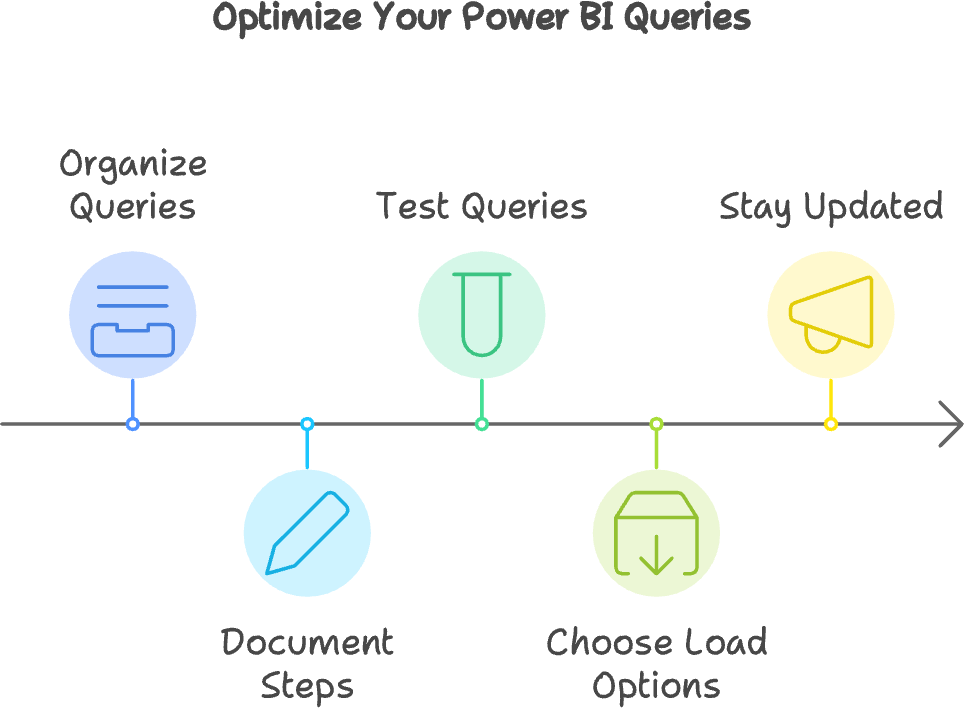 Optimize Your Power BI Queries
Organize
Queries
Test Queries
Stay Updated
Document
Steps
Choose Load
Options